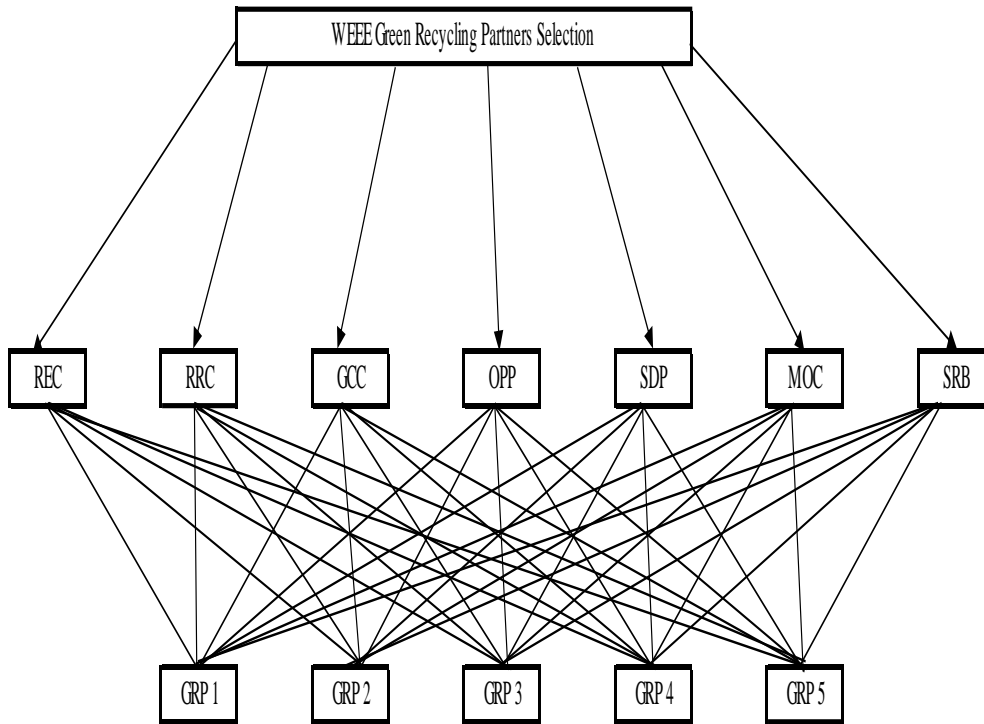 WEEE Green Recycling Partners Selection
REC RRC GCC OPP SDP MOC SRB
GRP 1 GRP 2 GRP 3 GRP 4 GRP 5